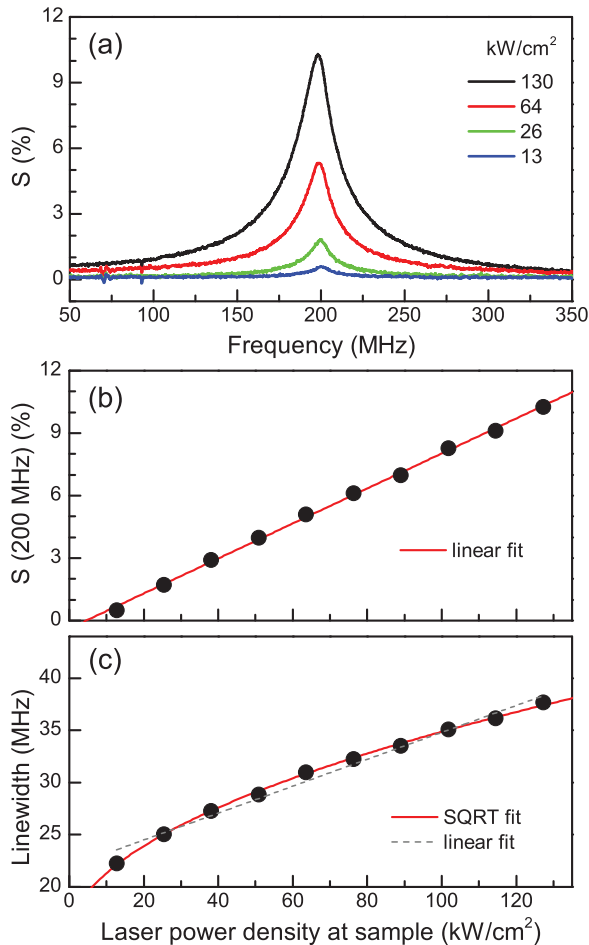 (a)
kW/cm²
130
64
26
13
12
9
6
3
0
S (%)
50 100 150 200 250 300 350
Frequency (MHz)
(b)
12
9
6
3
0
S (200 MHz) (%)
linear fit
(c)
40
35
30
25
20
Linewidth (MHz)
SQRT fit
linear fit
0 20 40 60 80 100 120
Laser power density at sample (kW/cm²)